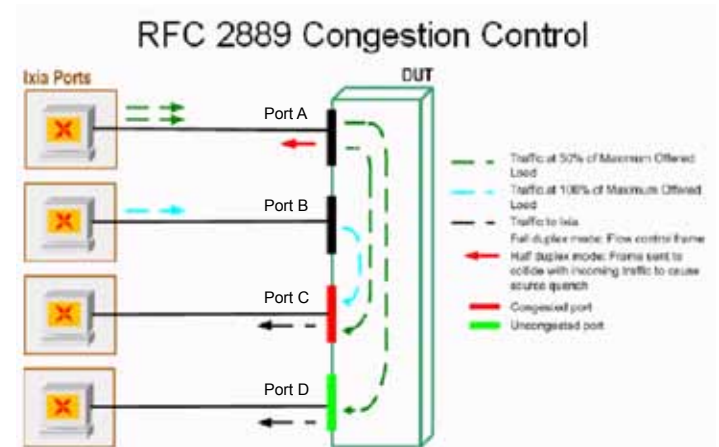 RFC 2889 Congestion Control
Ixia Ports
DUT
Port A
Port B
Port C
Port D
Traffic at 50% of Maximum Offered
Load
Traffic at 100% of Maximum Offered
Load
Traffic to Ixia
Full duplex mode: Flow control frame
Half duplex mode: Frame sent to
collide with incoming traffic to cause
source quench
Congested port
Uncongested port